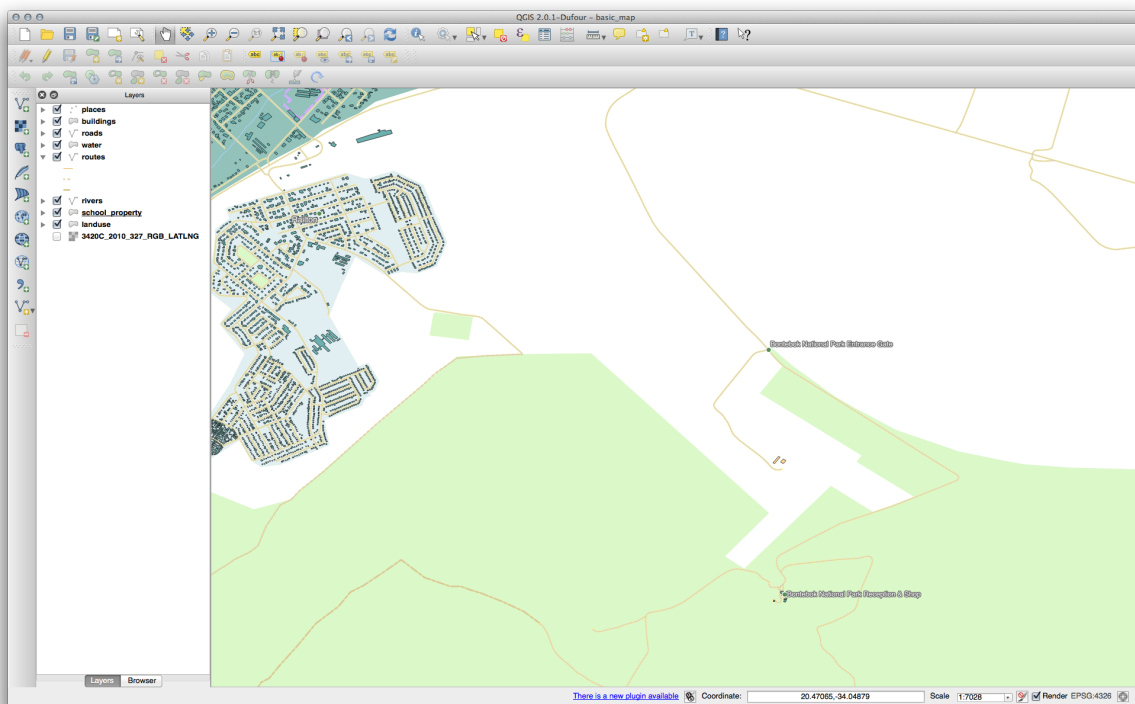 QGIS 2.0.1-Dufour - basic_map
Layers
places
buildings
roads
water
routes
rivers
school_property
landuse
3420C_2010_327_RGB_LATLNG
Railton
Bontebok National Park Entrance Gate
Bontebok National Park Reception & Shop
Layers Browser
There is a new plugin available Coordinate: 20.47065,-34.04879 Scale 1:7028 Render EPSG:4326